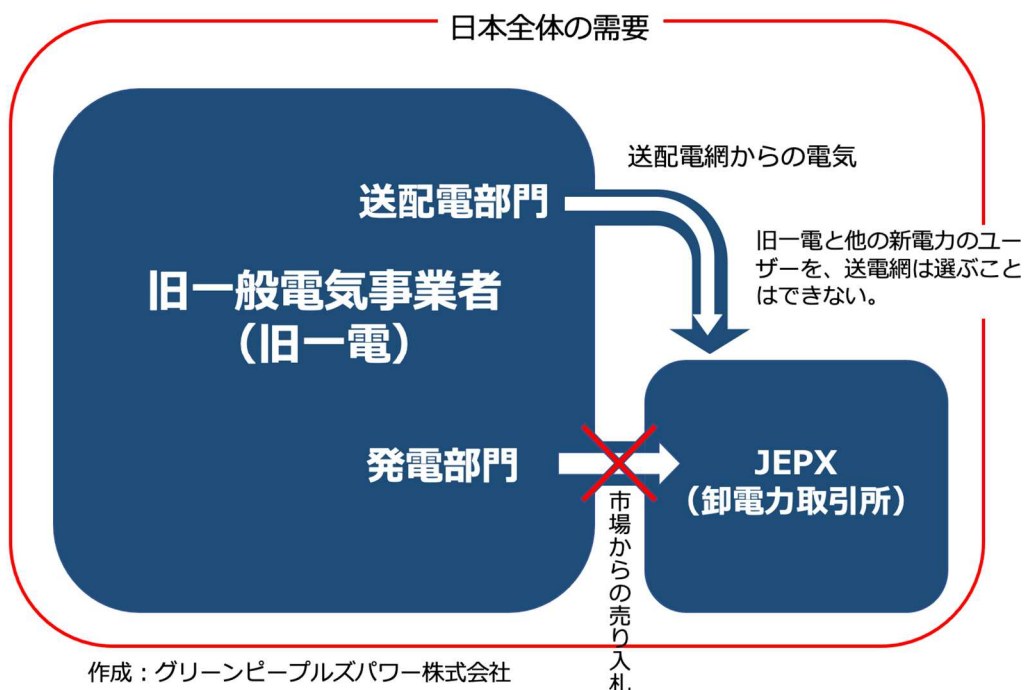 日本全体の需要
送配電網からの電気
送配電部門
旧一電と他の新電力のユー
ザーを、送電網は選ぶこと
はできない。
旧一般電気事業者
（旧一電）
発電部門
JEPX
（卸電力取引所）
市場からの売り入札
作成：グリーンピープルズパワー株式会社